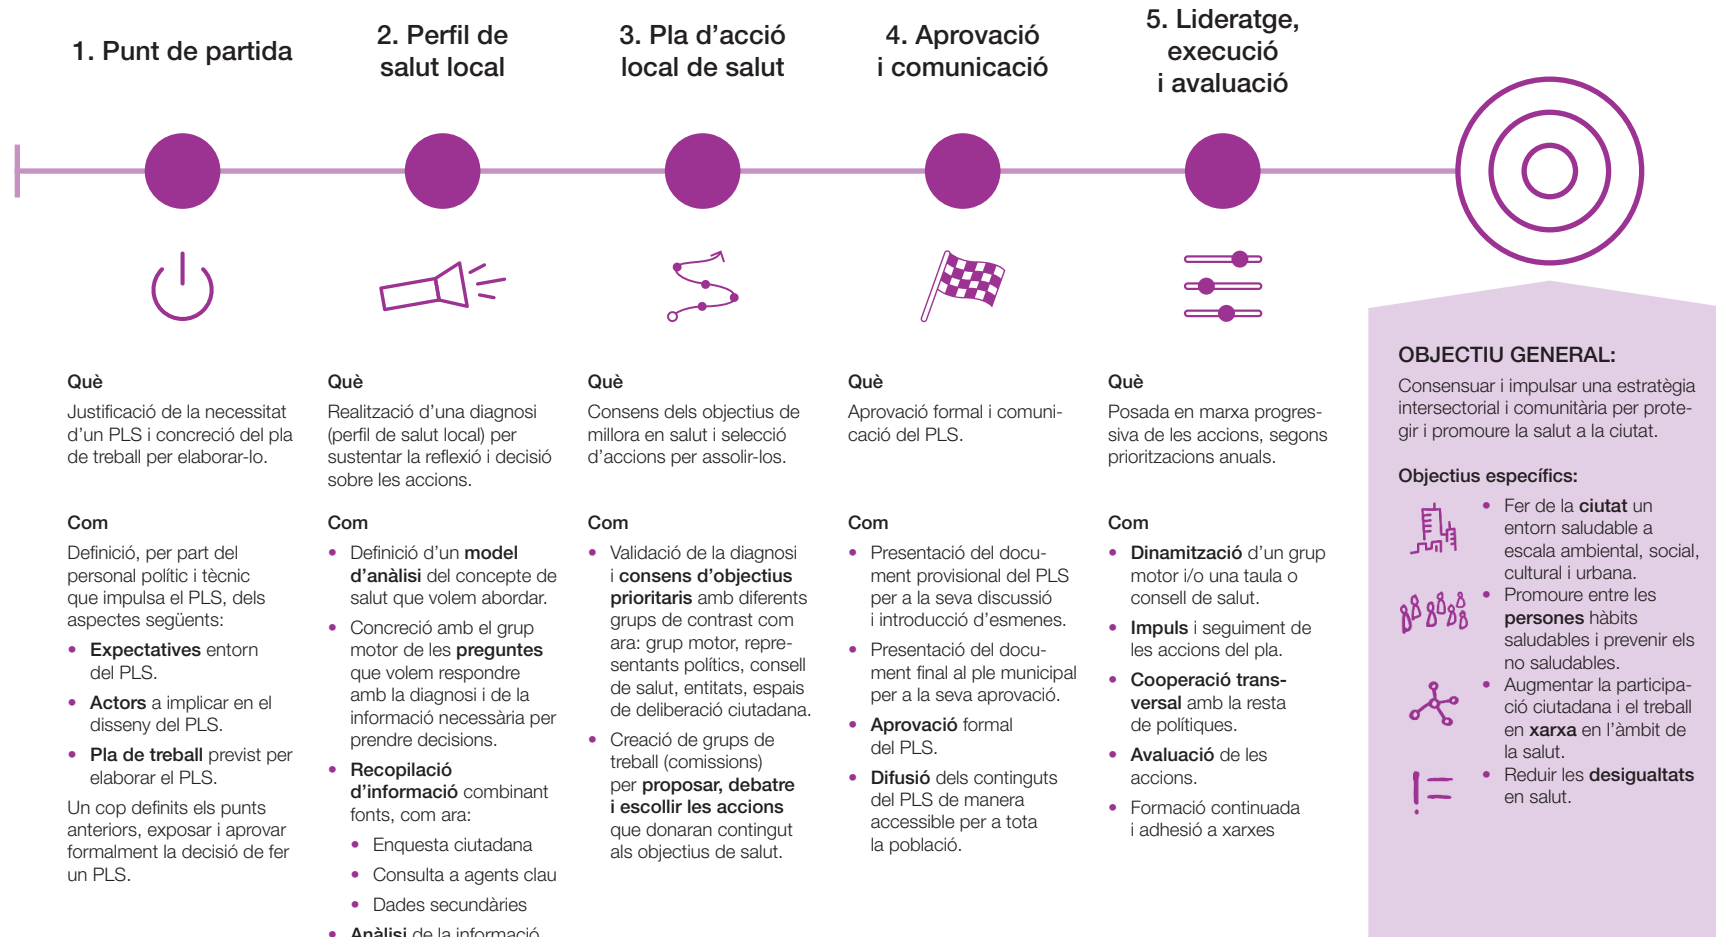 1. Punt de partida
2. Perfil de
salut local
3. Pla d’acció
local de salut
4. Aprovació
i comunicació
5. Lideratge,
execució
i avaluació
Què
Justificació de la necessitat
d’un PLS i concreció del pla
de treball per elaborar-lo.
Com
Definició, per part del
personal polític i tècnic
que impulsa el PLS, dels
aspectes següents:
• Expectatives entorn
del PLS.
• Actors a implicar en el
disseny del PLS.
• Pla de treball previst per
elaborar el PLS.
Un cop definits els punts
anteriors, exposar i aprovar
formalment la decisió de fer
un PLS.
Què
Realització d’una diagnosi
(perfil de salut local) per
sustentar la reflexió i decisió
sobre les accions.
Com
• Definició d’un model
d’anàlisi del concepte de
salut que volem abordar.
• Concreció amb el grup
motor de les preguntes
que volem respondre
amb la diagnosi i de la
informació necessària per
prendre decisions.
• Recopilació
d’informació combinant
fonts, com ara:
• Enquesta ciutadana
• Consulta a agents clau
• Dades secundàries
• Anàlisi de la informació
Què
Consens dels objectius de
millora en salut i selecció
d’accions per assolir-los.
Com
• Validació de la diagnosi
i consens d’objectius
prioritaris amb diferents
grups de contrast com
ara: grup motor, repre-
sentants polítics, consell
de salut, entitats, espais
de deliberació ciutadana.
• Creació de grups de
treball (comissions)
per proposar, debatre
i escollir les accions
que donaran contingut
als objectius de salut.
Què
Aprovació formal i comuni-
cació del PLS.
Com
• Presentació del docu-
ment provisional del PLS
per a la seva discussió
i introducció d’esmenes.
• Presentació del docu-
ment final al ple municipal
per a la seva aprovació.
• Aprovació formal
del PLS.
• Difusió dels continguts
del PLS de manera
accessible per a tota
la població.
Què
Posada en marxa progres-
siva de les accions, segons
prioritzacions anuals.
Com
• Dinamització d’un grup
motor i/o una taula o
consell de salut.
• Impuls i seguiment de
les accions del pla.
• Cooperació trans-
versal amb la resta
de polítiques.
• Avaluació de les
accions.
• Formació continuada
i adhesió a xarxes
OBJECTIU GENERAL:
Consensuar i impulsar una estratègia
intersectorial i comunitària per prote-
gir i promoure la salut a la ciutat.
Objectius específics:
• Fer de la ciutat un
entorn saludable a
escala ambiental, social,
cultural i urbana.
• Promoure entre les
persones hàbits
saludables i prevenir els
no saludables.
• Augmentar la participa-
ció ciutadana i el treball
en xarxa en l’àmbit de
la salut.
• Reduir les desigualtats
en salut.